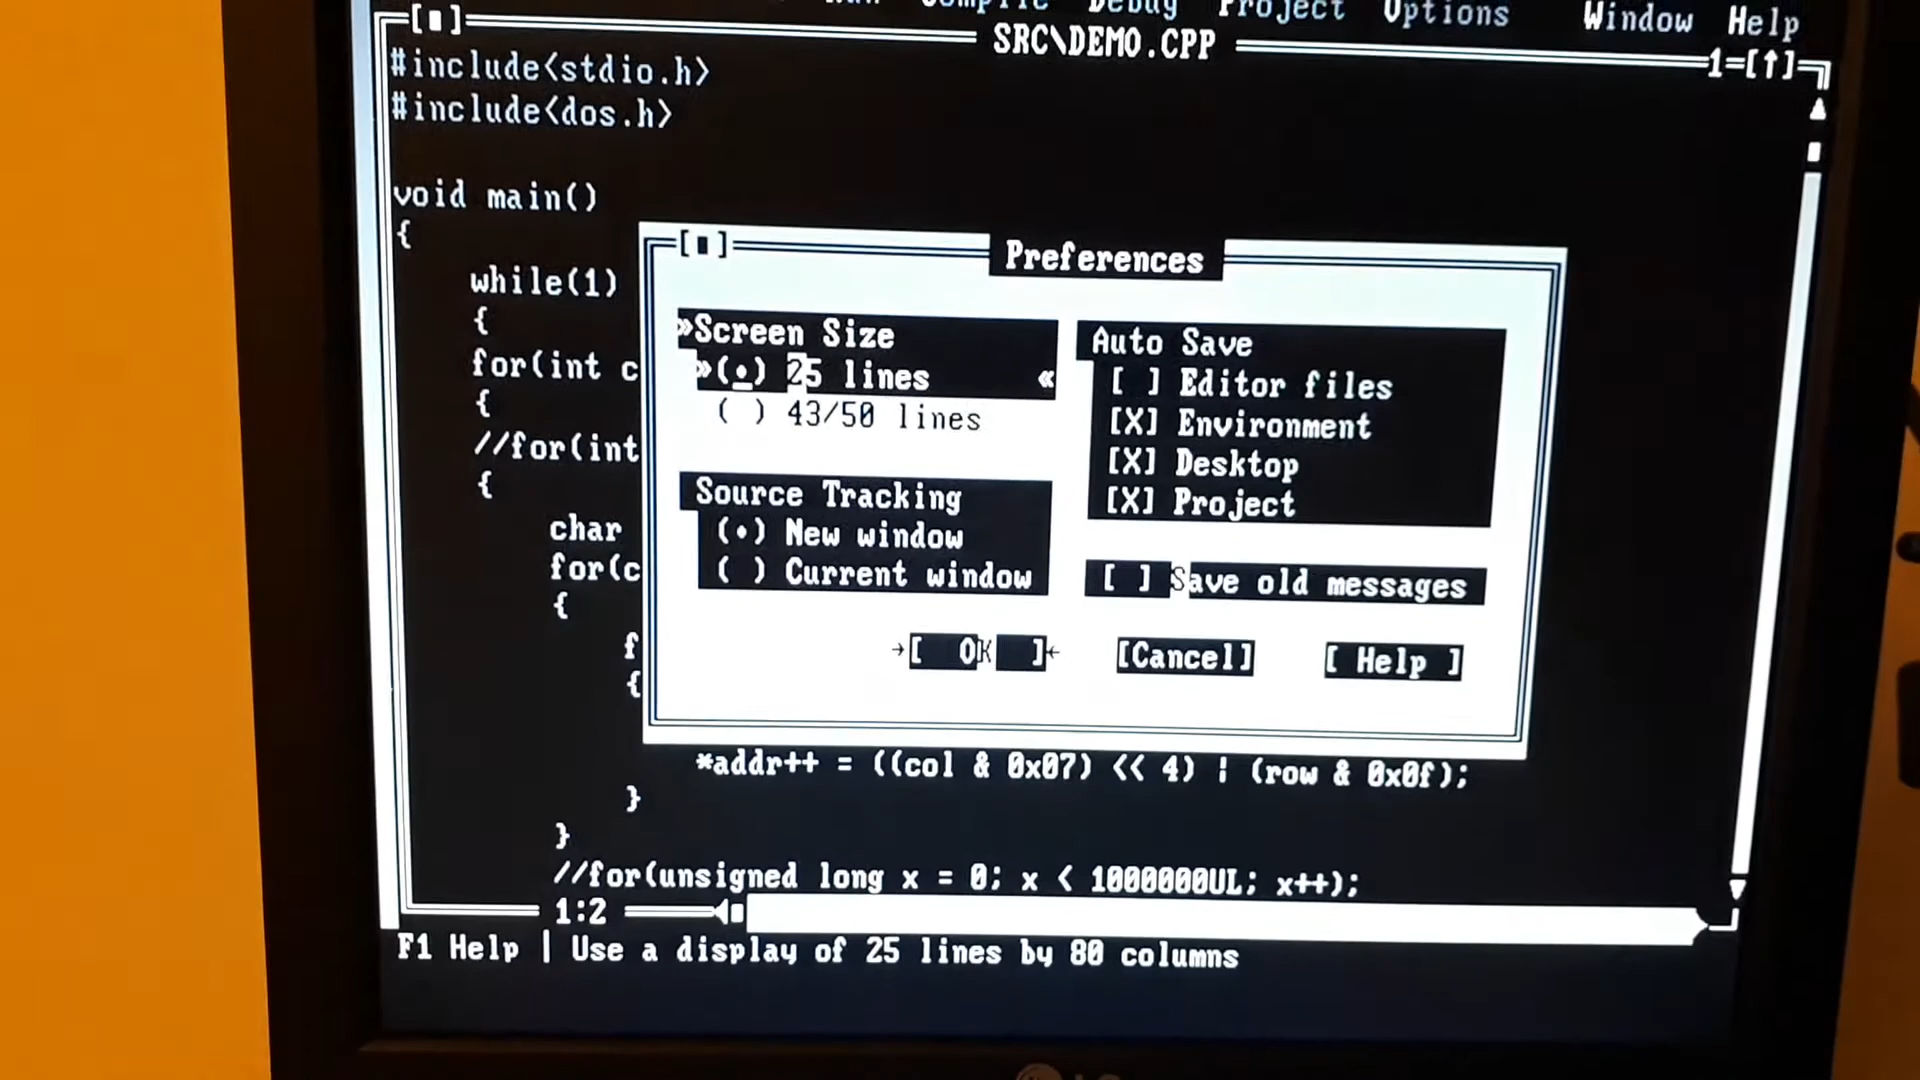 Run Compile Debug Project Options Window Help
[▪] SRC\DEMO.CPP 1=[↑]
#include<stdio.h>
#include<dos.h>
void main()
{
while(1)
{
for(int c
{
//for(int
{
char
for(c
{
f
{
[▪] Preferences
»Screen Size
»(•) 25 lines «
( ) 43/50 lines
Source Tracking
(•) New window
( ) Current window
Auto Save
[ ] Editor files
[X] Environment
[X] Desktop
[X] Project
[ ] Save old messages
→[ OK ]← [Cancel] [ Help ]
*addr++ = ((col & 0x07) << 4) | (row & 0x0f);
}
}
//for(unsigned long x = 0; x < 1000000UL; x++);
1:2
F1 Help | Use a display of 25 lines by 80 columns